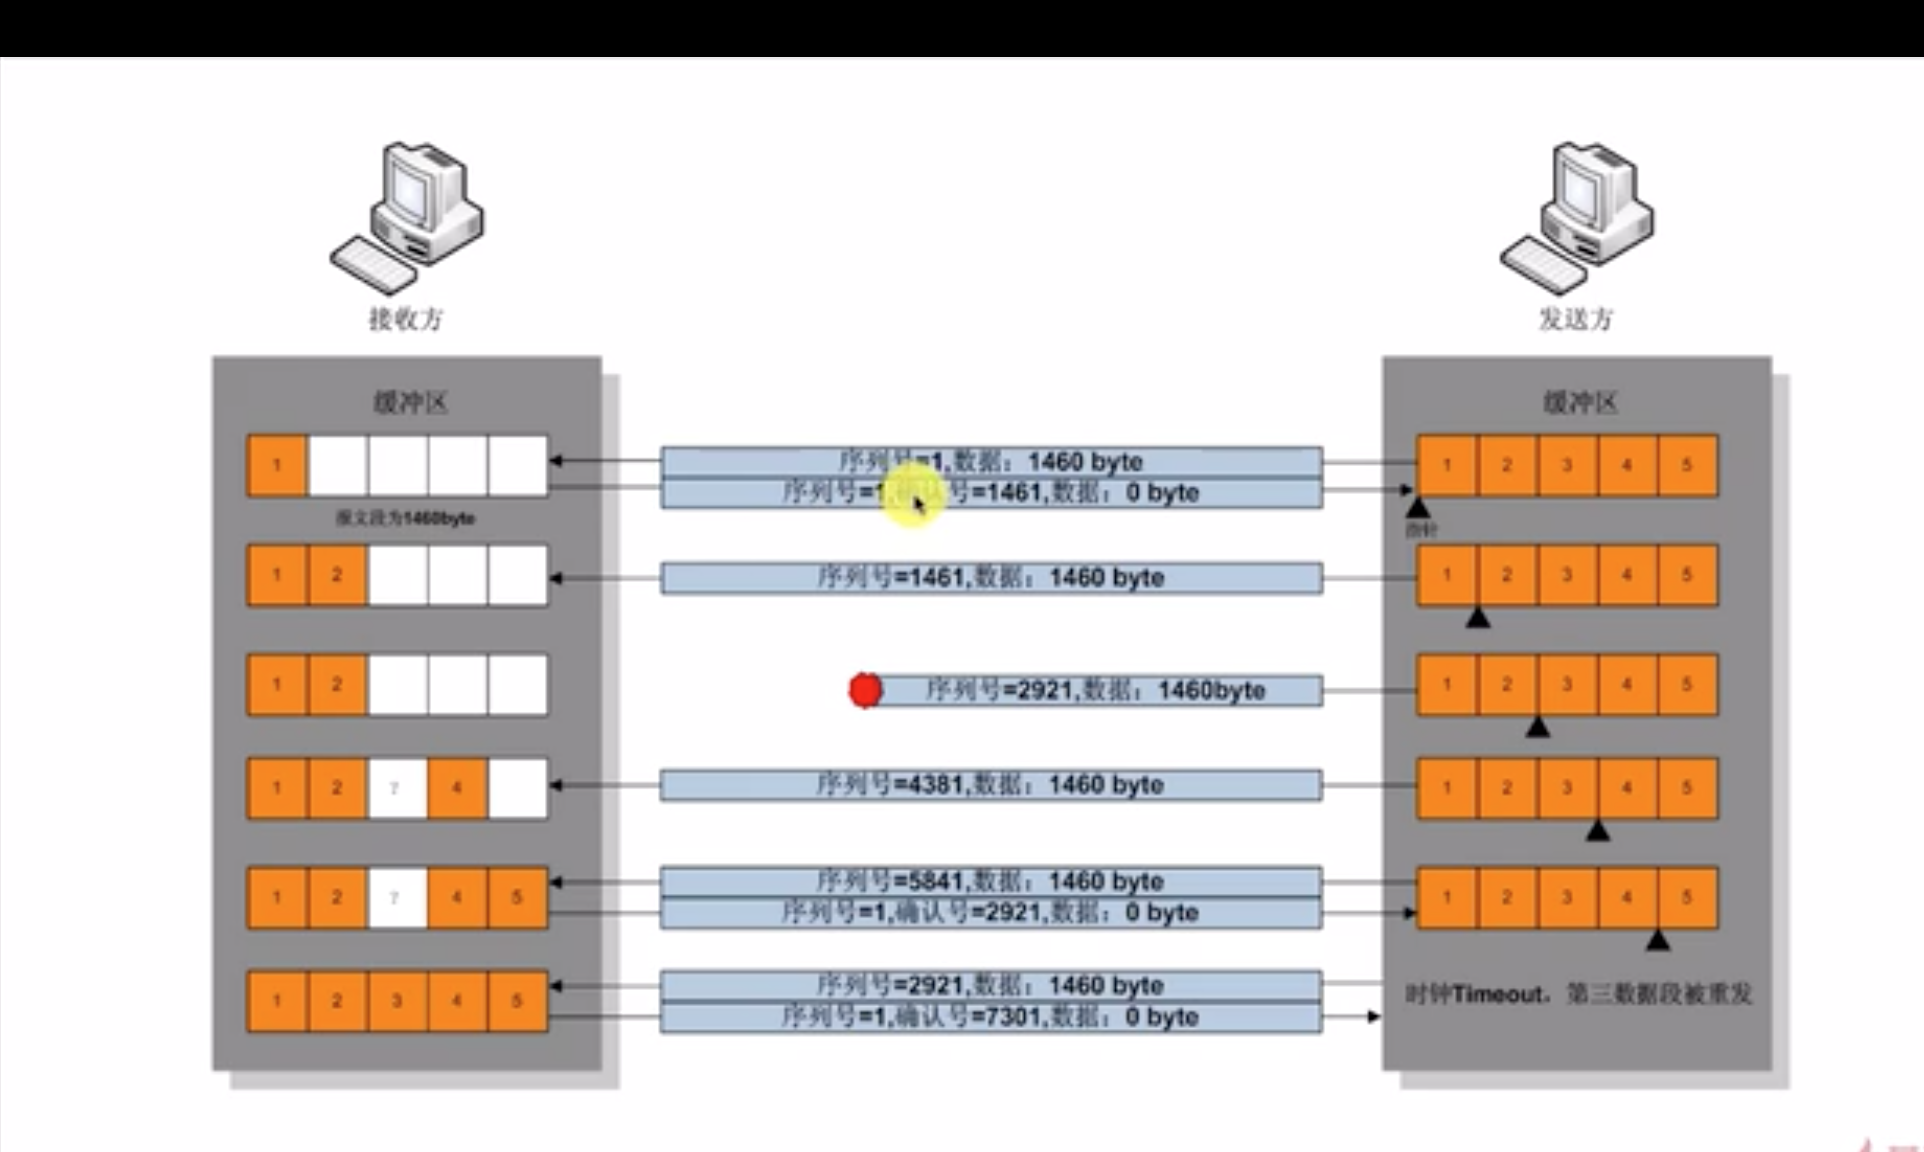 接收方
发送方
缓冲区
缓冲区
1
序列号=1,数据：1460 byte
1 2 3 4 5
序列号=1,确认号=1461,数据：0 byte
报文段为1460byte
指针
1 2
序列号=1461,数据：1460 byte
1 2 3 4 5
1 2
序列号=2921,数据：1460byte
1 2 3 4 5
1 2 ? 4
序列号=4381,数据：1460 byte
1 2 3 4 5
1 2 ? 4 5
序列号=5841,数据：1460 byte
1 2 3 4 5
序列号=1,确认号=2921,数据：0 byte
1 2 3 4 5
序列号=2921,数据：1460 byte
时钟Timeout，第三数据段被重发
序列号=1,确认号=7301,数据：0 byte